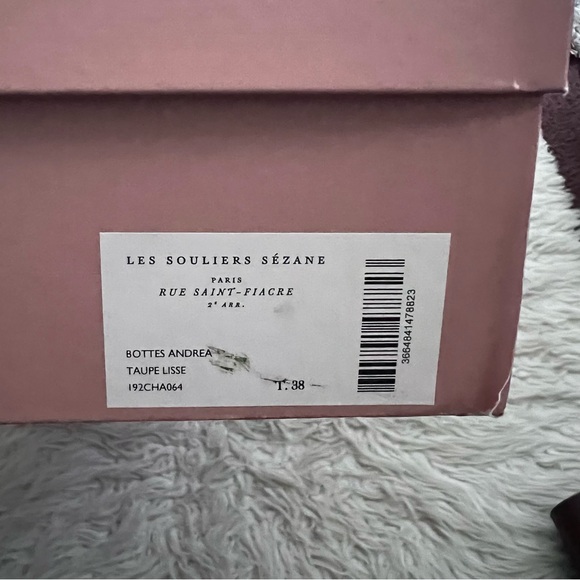 LES SOULIERS SÉZANE
PARIS
RUE SAINT-FIACRE
2e ARR.
BOTTES ANDREA
TAUPE LISSE
192CHA064
T. 38
3664841478823